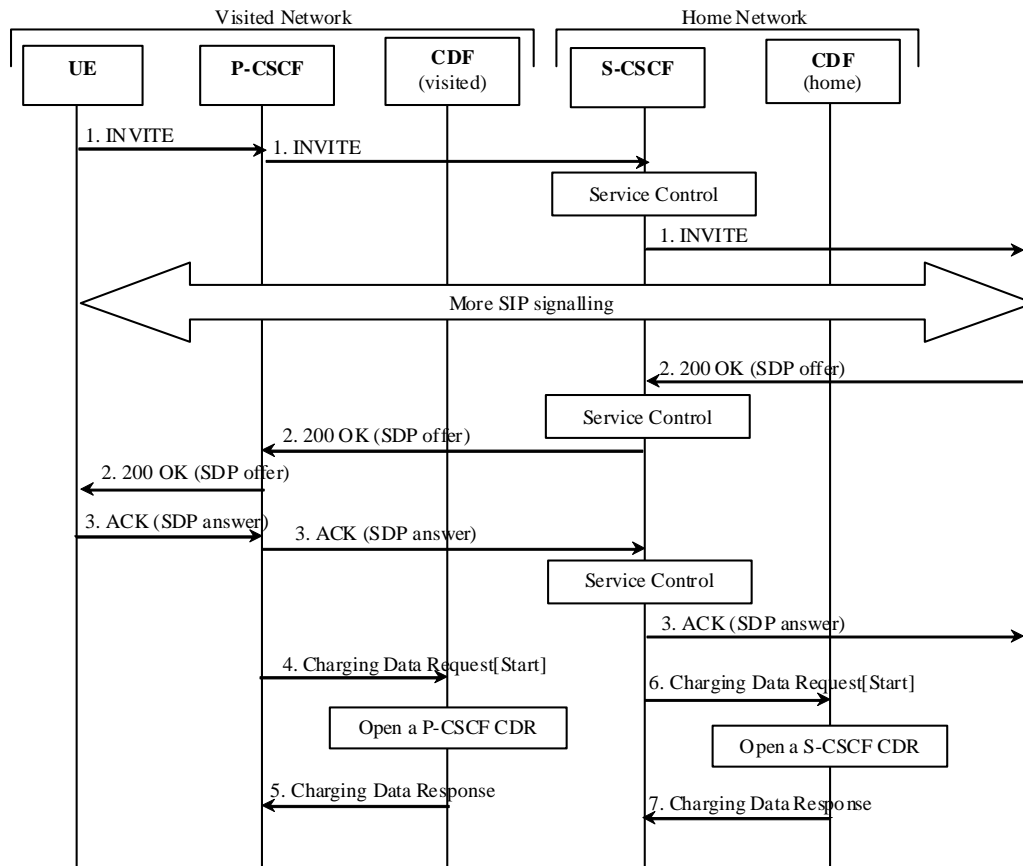 Visited Network
Home Network
UE
P-CSCF
CDF
(visited)
S-CSCF
CDF
(home)
1. INVITE
1. INVITE
Service Control
1. INVITE
More SIP signalling
2. 200 OK (SDP offer)
Service Control
2. 200 OK (SDP offer)
2. 200 OK (SDP offer)
3. ACK (SDP answer)
3. ACK (SDP answer)
Service Control
3. ACK (SDP answer)
4. Charging Data Request[Start]
6. Charging Data Request[Start]
Open a P-CSCF CDR
Open a S-CSCF CDR
5. Charging Data Response
7. Charging Data Response